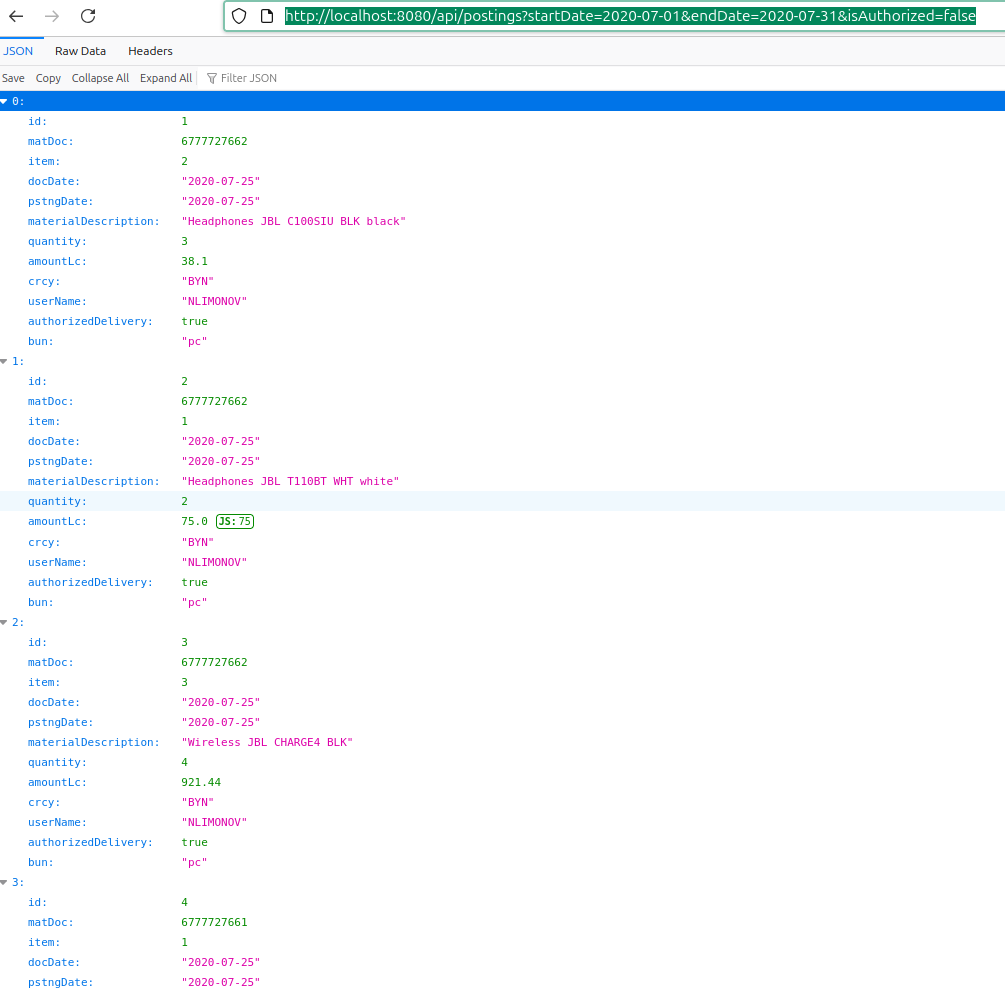 http://localhost:8080/api/postings?startDate=2020-07-01&endDate=2020-07-31&isAuthorized=false
JSON Raw Data Headers
Save Copy Collapse All Expand All Filter JSON
0:
id: 1
matDoc: 6777727662
item: 2
docDate: "2020-07-25"
pstngDate: "2020-07-25"
materialDescription: "Headphones JBL C100SIU BLK black"
quantity: 3
amountLc: 38.1
crcy: "BYN"
userName: "NLIMONOV"
authorizedDelivery: true
bun: "pc"
1:
id: 2
matDoc: 6777727662
item: 1
docDate: "2020-07-25"
pstngDate: "2020-07-25"
materialDescription: "Headphones JBL T110BT WHT white"
quantity: 2
amountLc: 75.0 JS: 75
crcy: "BYN"
userName: "NLIMONOV"
authorizedDelivery: true
bun: "pc"
2:
id: 3
matDoc: 6777727662
item: 3
docDate: "2020-07-25"
pstngDate: "2020-07-25"
materialDescription: "Wireless JBL CHARGE4 BLK"
quantity: 4
amountLc: 921.44
crcy: "BYN"
userName: "NLIMONOV"
authorizedDelivery: true
bun: "pc"
3:
id: 4
matDoc: 6777727661
item: 1
docDate: "2020-07-25"
pstngDate: "2020-07-25"